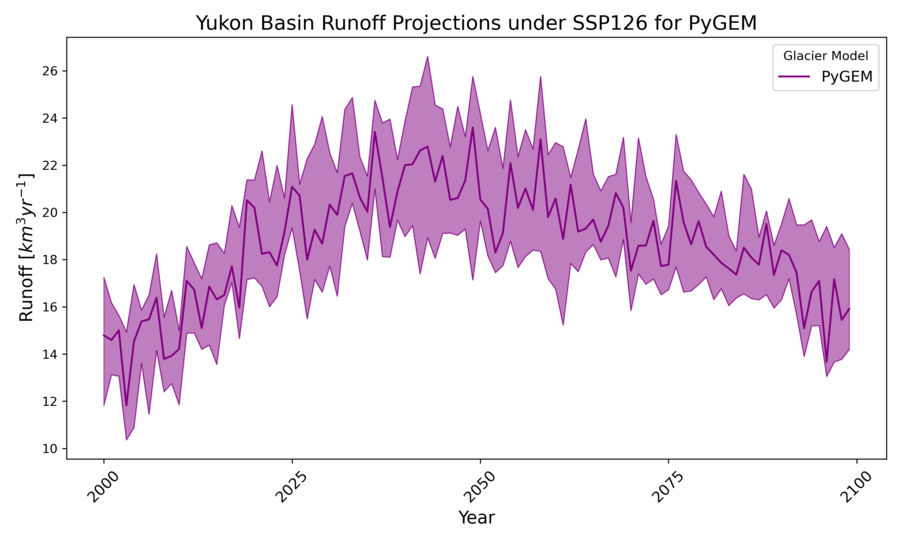 Yukon Basin Runoff Projections under SSP126 for PyGEM
Glacier Model
PyGEM
26
24
22
20
18
16
14
12
10
Runoff [km³yr⁻¹]
2000
2025
2050
2075
2100
Year